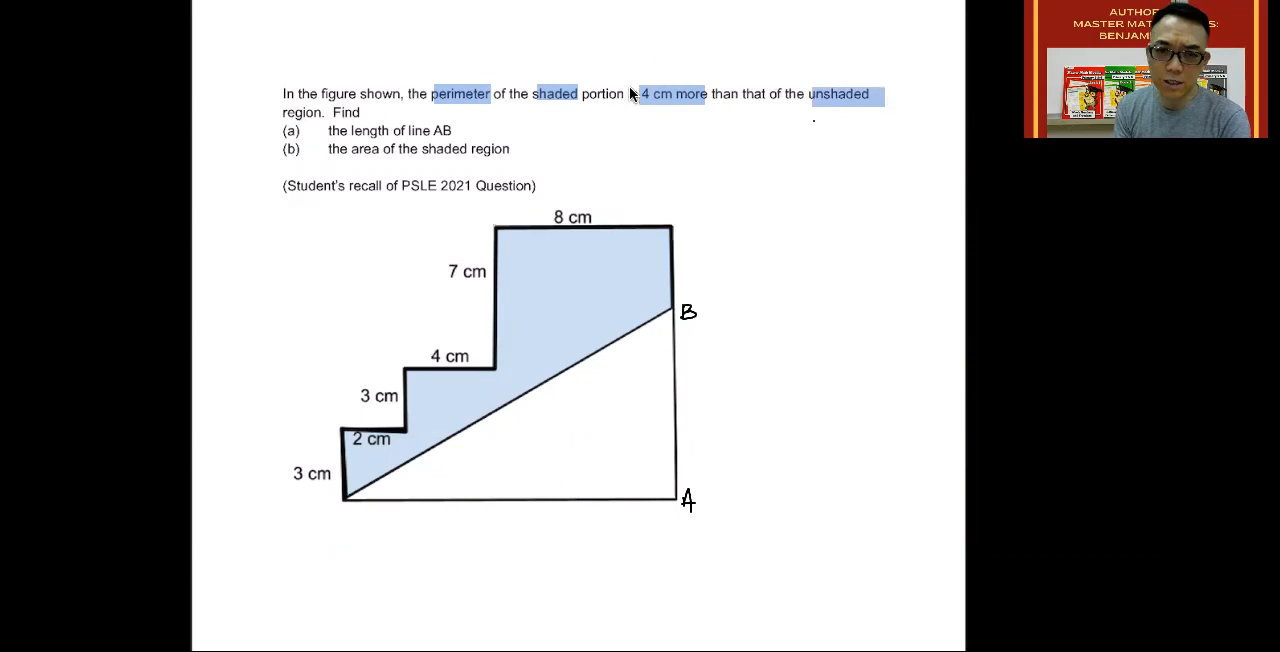 AUTHOR
MASTER MAT S:
BENJAM
In the figure shown, the perimeter of the shaded portion 4 cm more than that of the unshaded
region. Find
(a) the length of line AB
(b) the area of the shaded region
(Student's recall of PSLE 2021 Question)
8 cm
7 cm
B
4 cm
3 cm
2 cm
3 cm
A